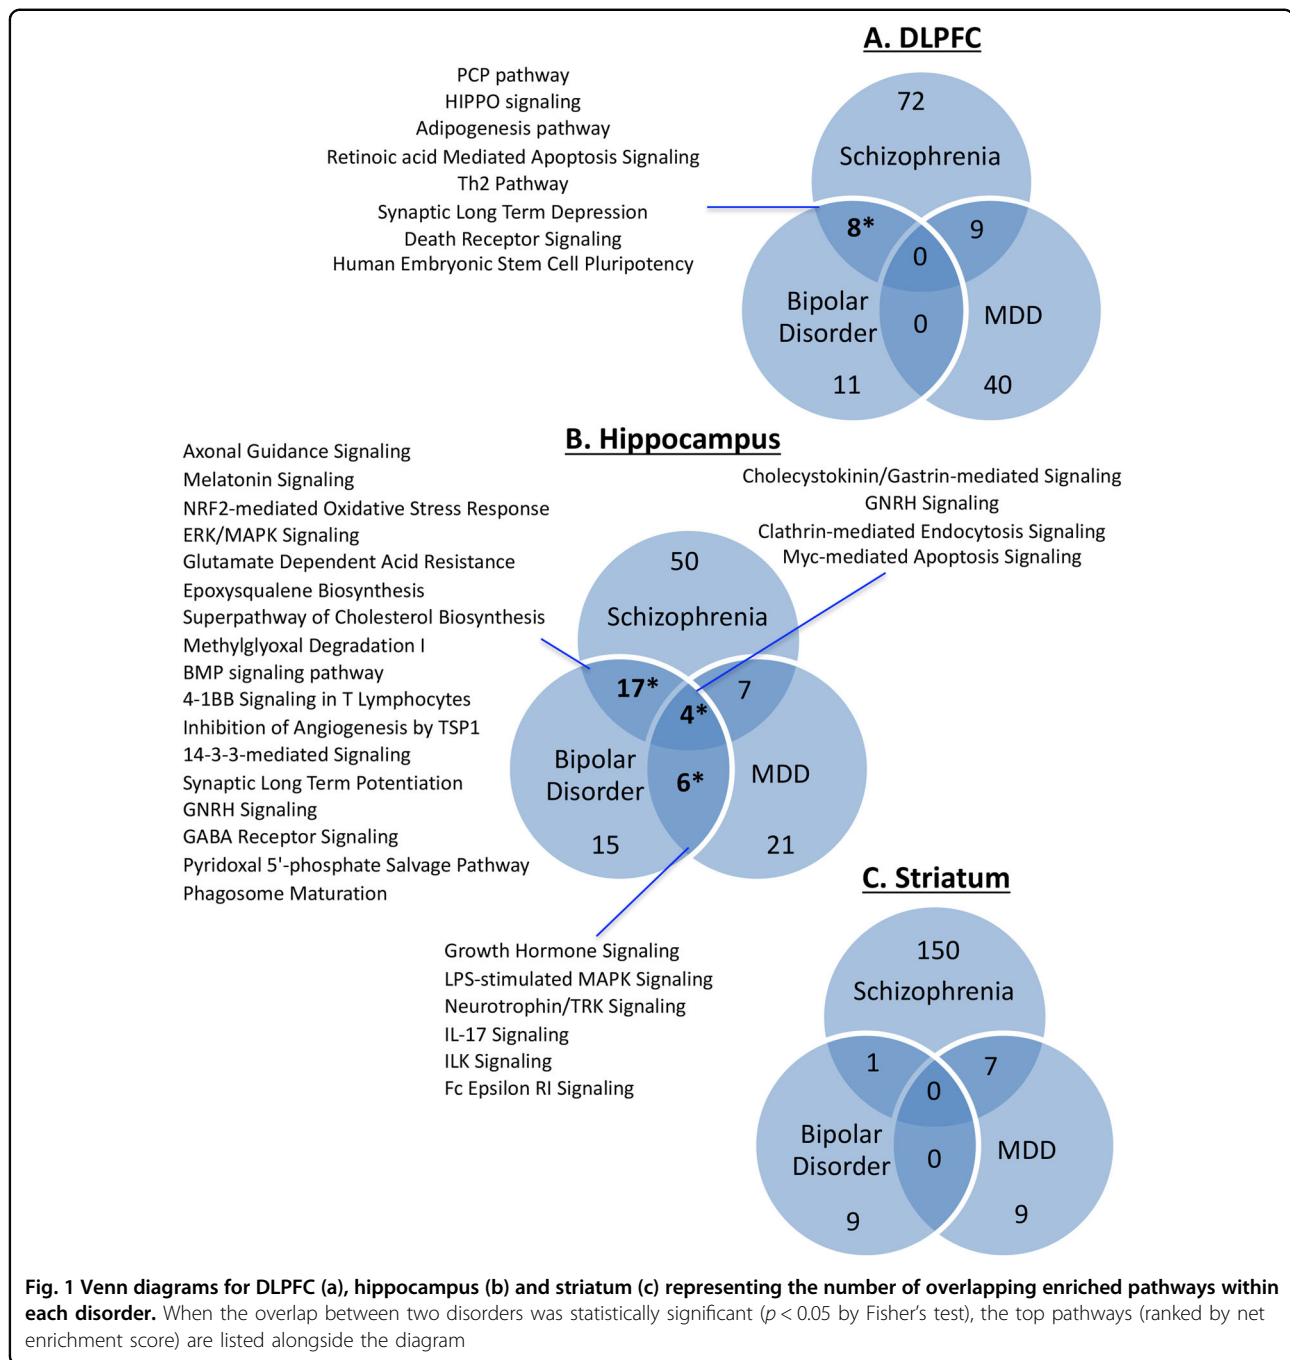 A. DLPFC
PCP pathway
HIPPO signaling
Adipogenesis pathway
Retinoic acid Mediated Apoptosis Signaling
Th2 Pathway
Synaptic Long Term Depression
Death Receptor Signaling
Human Embryonic Stem Cell Pluripotency
72
Schizophrenia
8*
9
0
Bipolar
Disorder
0
MDD
11
40
B. Hippocampus
Axonal Guidance Signaling
Melatonin Signaling
NRF2-mediated Oxidative Stress Response
ERK/MAPK Signaling
Glutamate Dependent Acid Resistance
Epoxysqualene Biosynthesis
Superpathway of Cholesterol Biosynthesis
Methylglyoxal Degradation I
BMP signaling pathway
4-1BB Signaling in T Lymphocytes
Inhibition of Angiogenesis by TSP1
14-3-3-mediated Signaling
Synaptic Long Term Potentiation
GNRH Signaling
GABA Receptor Signaling
Pyridoxal 5'-phosphate Salvage Pathway
Phagosome Maturation
Cholecystokinin/Gastrin-mediated Signaling
GNRH Signaling
Clathrin-mediated Endocytosis Signaling
Myc-mediated Apoptosis Signaling
50
Schizophrenia
17*
7
4*
Bipolar
Disorder
6*
MDD
15
21
Growth Hormone Signaling
LPS-stimulated MAPK Signaling
Neurotrophin/TRK Signaling
IL-17 Signaling
ILK Signaling
Fc Epsilon RI Signaling
C. Striatum
150
Schizophrenia
1
7
0
Bipolar
Disorder
0
MDD
9
9
Fig. 1 Venn diagrams for DLPFC (a), hippocampus (b) and striatum (c) representing the number of overlapping enriched pathways within
each disorder. When the overlap between two disorders was statistically significant (p < 0.05 by Fisher's test), the top pathways (ranked by net
enrichment score) are listed alongside the diagram